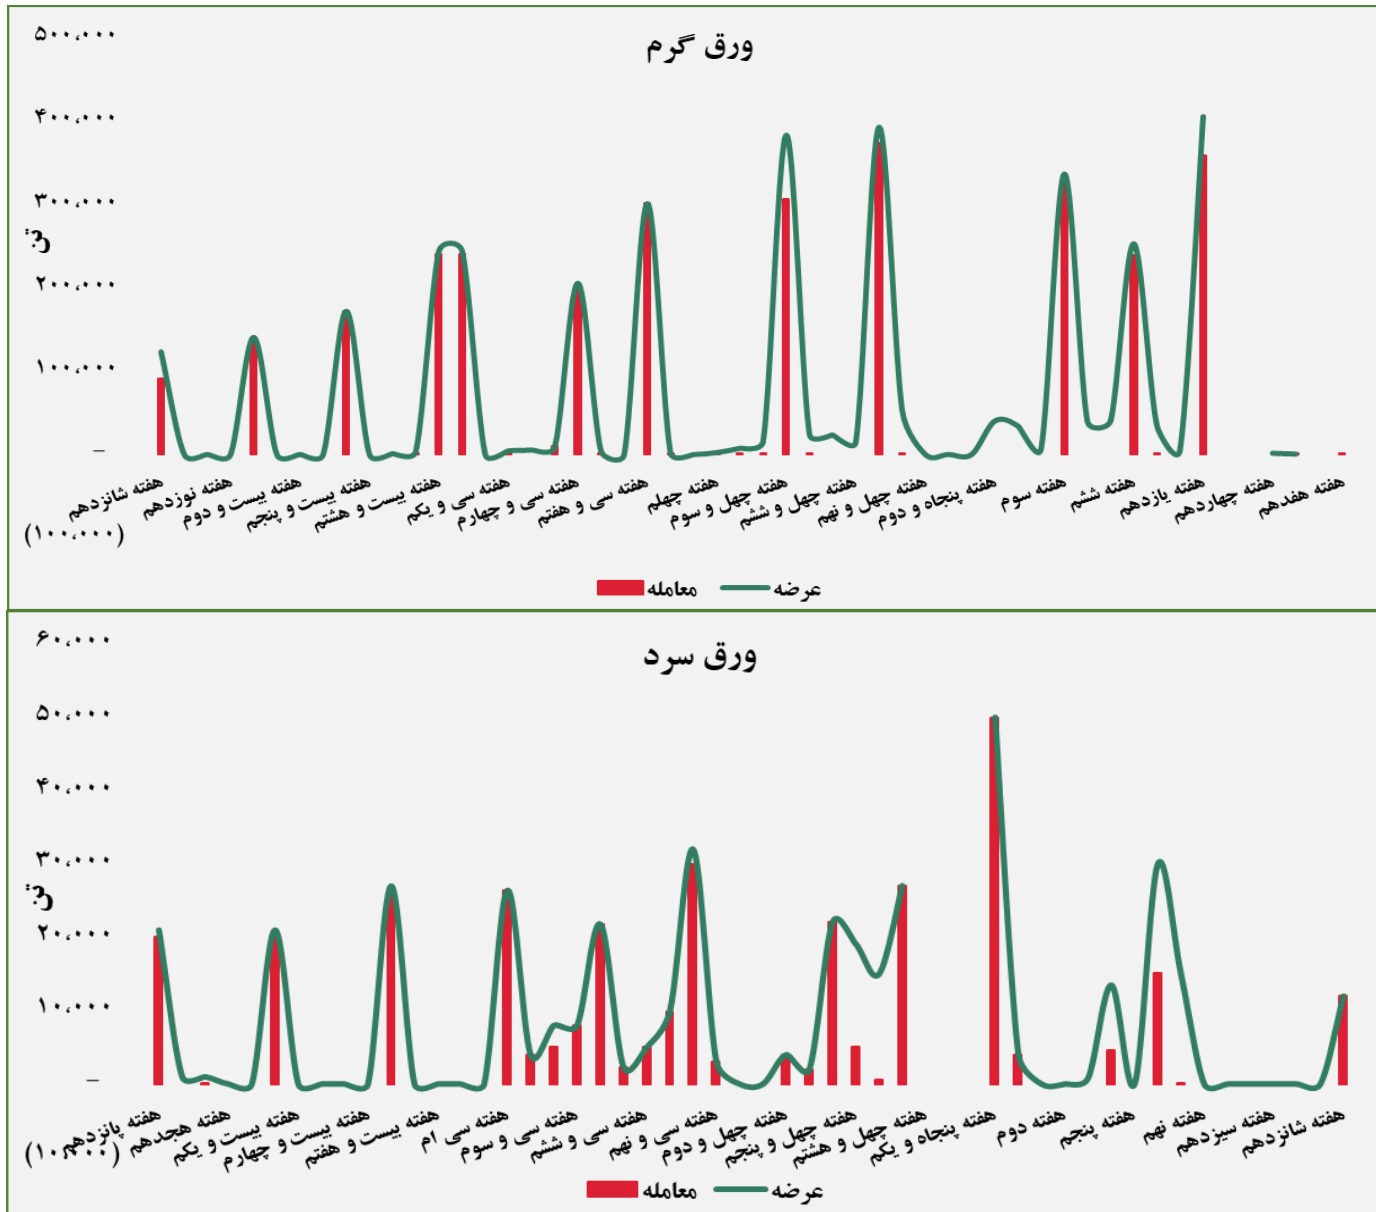 ورق گرم
۵۰۰,۰۰۰
۴۰۰,۰۰۰
۳۰۰,۰۰۰
۲۰۰,۰۰۰
۱۰۰,۰۰۰
–
(۱۰۰,۰۰۰)
تن
هفته شانزدهم
هفته نوزدهم
هفته بیست و دوم
هفته بیست و پنجم
هفته بیست و هشتم
هفته سی و یکم
هفته سی و چهارم
هفته سی و هفتم
هفته چهلم
هفته چهل و سوم
هفته چهل و ششم
هفته چهل و نهم
هفته پنجاه و دوم
هفته سوم
هفته ششم
هفته یازدهم
هفته چهاردهم
هفته هفدهم
معامله
عرضه
ورق سرد
۶۰,۰۰۰
۵۰,۰۰۰
۴۰,۰۰۰
۳۰,۰۰۰
۲۰,۰۰۰
۱۰,۰۰۰
–
(۱۰,۰۰۰)
تن
هفته پانزدهم
هفته هجدهم
هفته بیست و یکم
هفته بیست و چهارم
هفته بیست و هفتم
هفته سی ام
هفته سی و سوم
هفته سی و ششم
هفته سی و نهم
هفته چهل و دوم
هفته چهل و پنجم
هفته چهل و هشتم
هفته پنجاه و یکم
هفته دوم
هفته پنجم
هفته نهم
هفته سیزدهم
هفته شانزدهم
معامله
عرضه